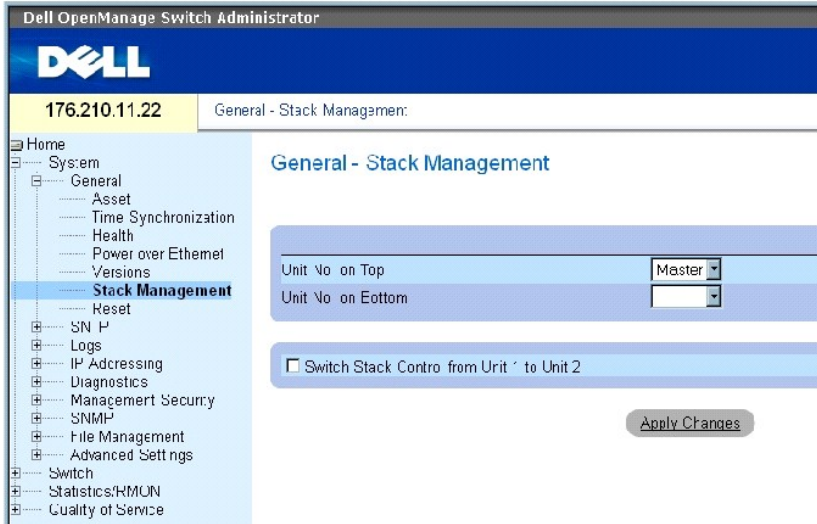 Dell OpenManage Switch Administrator
DELL
176.210.11.22
General - Stack Management
Home
System
General
Asset
Time Synchronization
Health
Power over Ethernet
Versions
Stack Management
Reset
SNTP
Logs
IP Addressing
Diagnostics
Management Security
SNMP
File Management
Advanced Settings
Switch
Statistics/RMON
Quality of Service
General - Stack Management
Unit No on Top
Master
Unit No on Bottom
Switch Stack Control from Unit 1 to Unit 2
Apply Changes